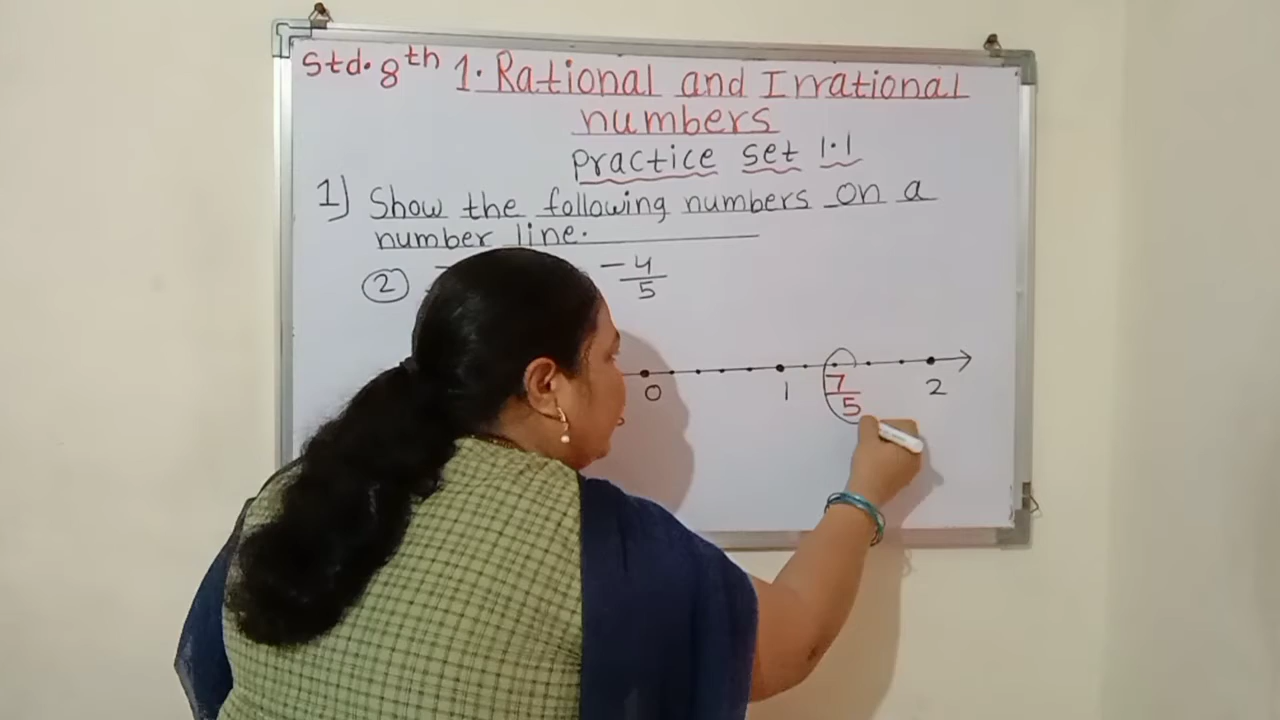 Std. 8th 1. Rational and Irrational
numbers
Practice set 1.1
1) Show the following numbers on a
number line.
2 -4/5
0 1 7/5 2